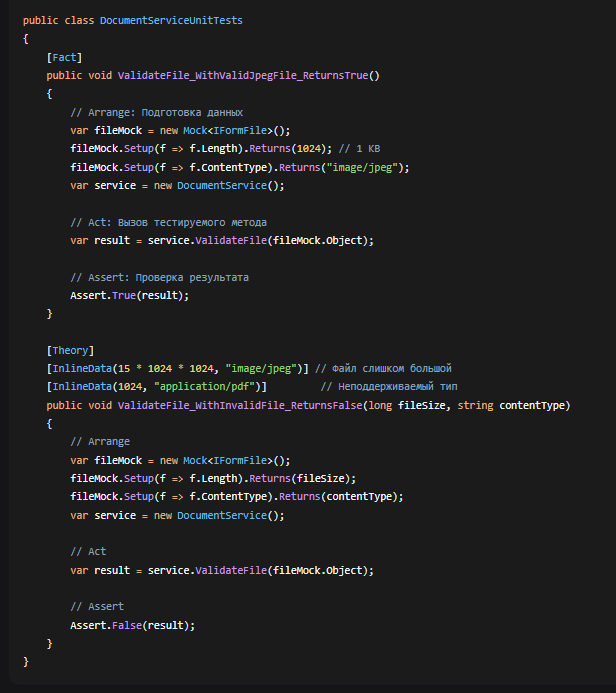 public class DocumentServiceUnitTests
{
    [Fact]
    public void ValidateFile_WithValidJpegFile_ReturnsTrue()
    {
        // Arrange: Подготовка данных
        var fileMock = new Mock<IFormFile>();
        fileMock.Setup(f => f.Length).Returns(1024); // 1 KB
        fileMock.Setup(f => f.ContentType).Returns("image/jpeg");
        var service = new DocumentService();

        // Act: Вызов тестируемого метода
        var result = service.ValidateFile(fileMock.Object);

        // Assert: Проверка результата
        Assert.True(result);
    }

    [Theory]
    [InlineData(15 * 1024 * 1024, "image/jpeg")] // Файл слишком большой
    [InlineData(1024, "application/pdf")]         // Неподдерживаемый тип
    public void ValidateFile_WithInvalidFile_ReturnsFalse(long fileSize, string contentType)
    {
        // Arrange
        var fileMock = new Mock<IFormFile>();
        fileMock.Setup(f => f.Length).Returns(fileSize);
        fileMock.Setup(f => f.ContentType).Returns(contentType);
        var service = new DocumentService();

        // Act
        var result = service.ValidateFile(fileMock.Object);

        // Assert
        Assert.False(result);
    }
}